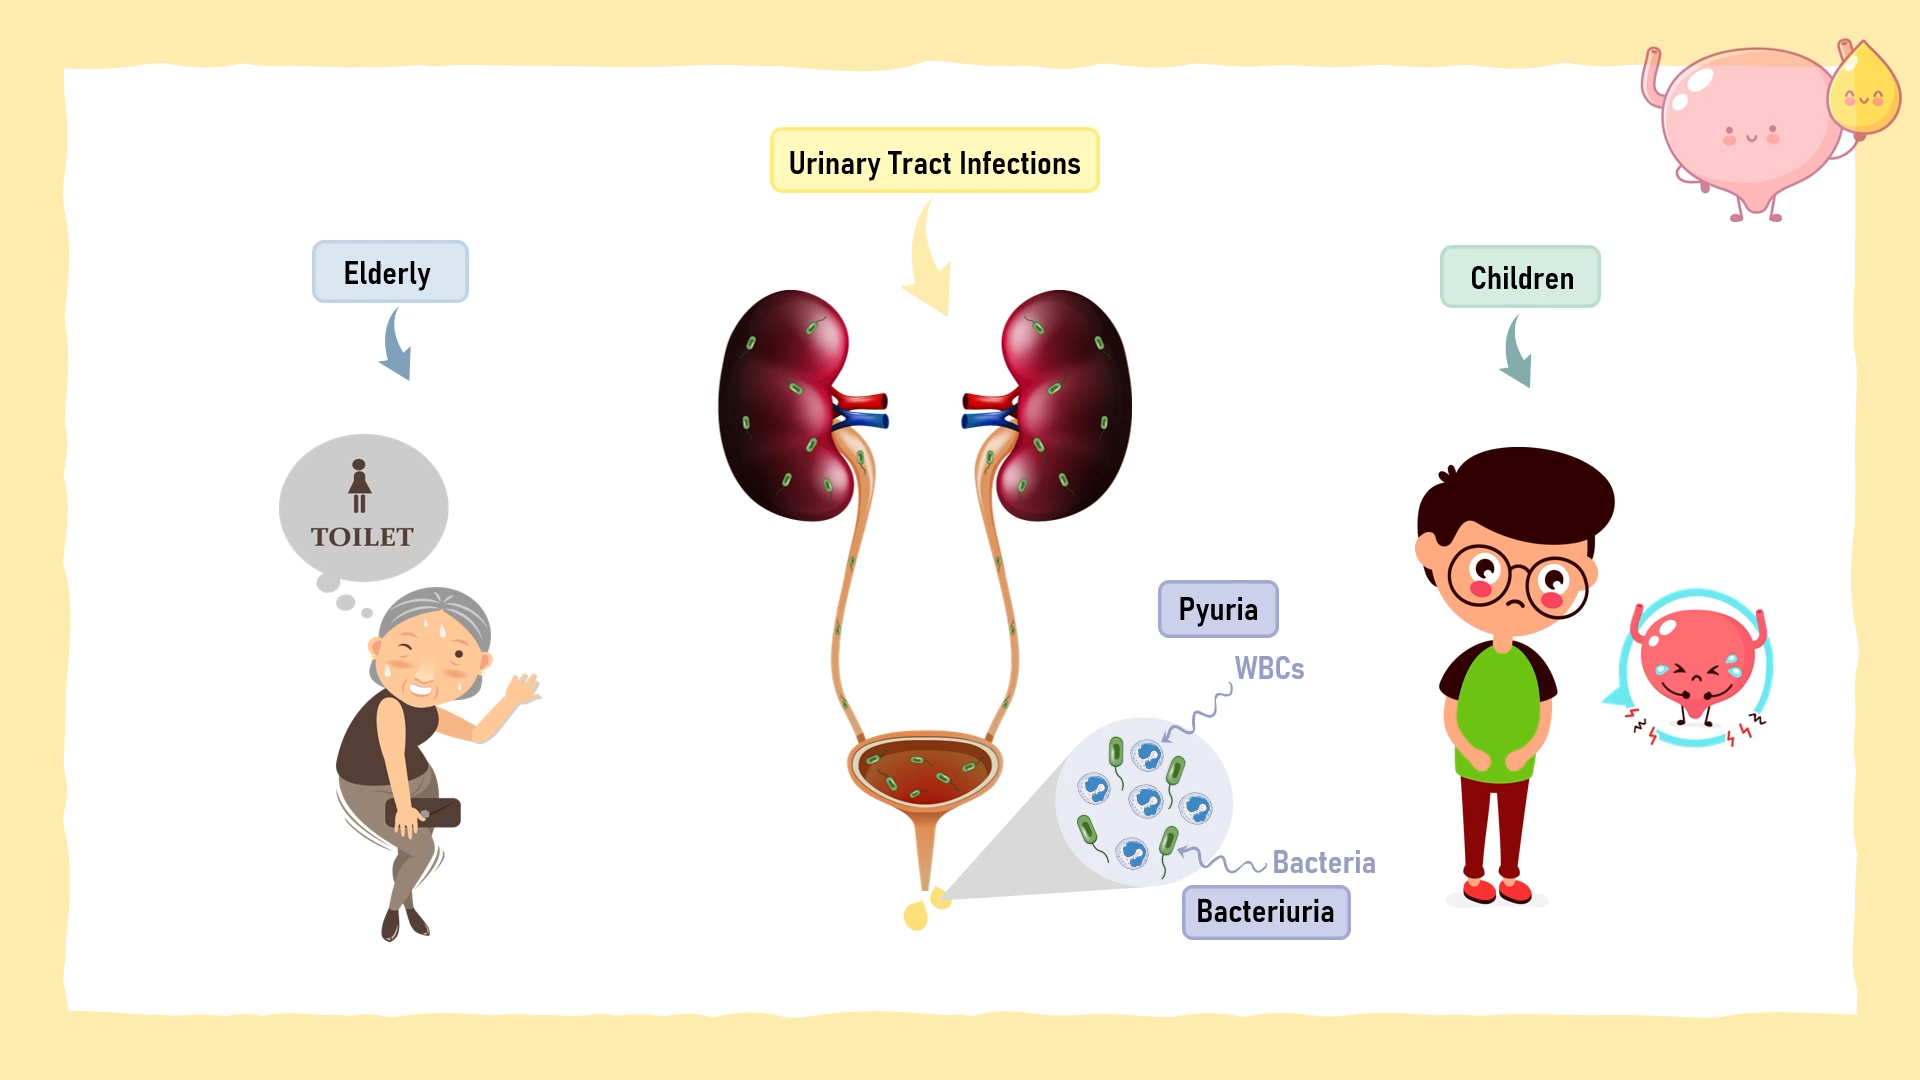 Urinary Tract Infections
Elderly
Children
TOILET
Pyuria
WBCs
Bacteria
Bacteriuria